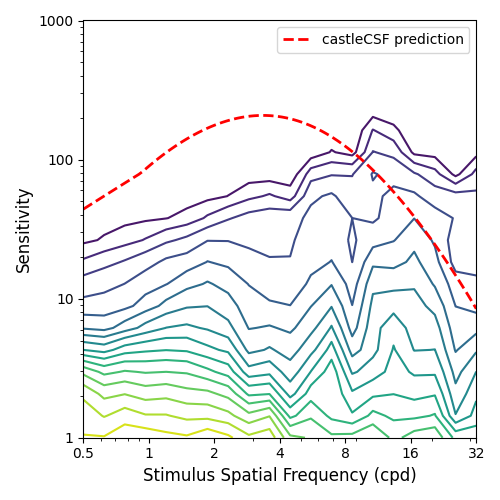 1000
castleCSF prediction
100
Sensitivity
10
1
0.5 1 2 4 8 16 32
Stimulus Spatial Frequency (cpd)